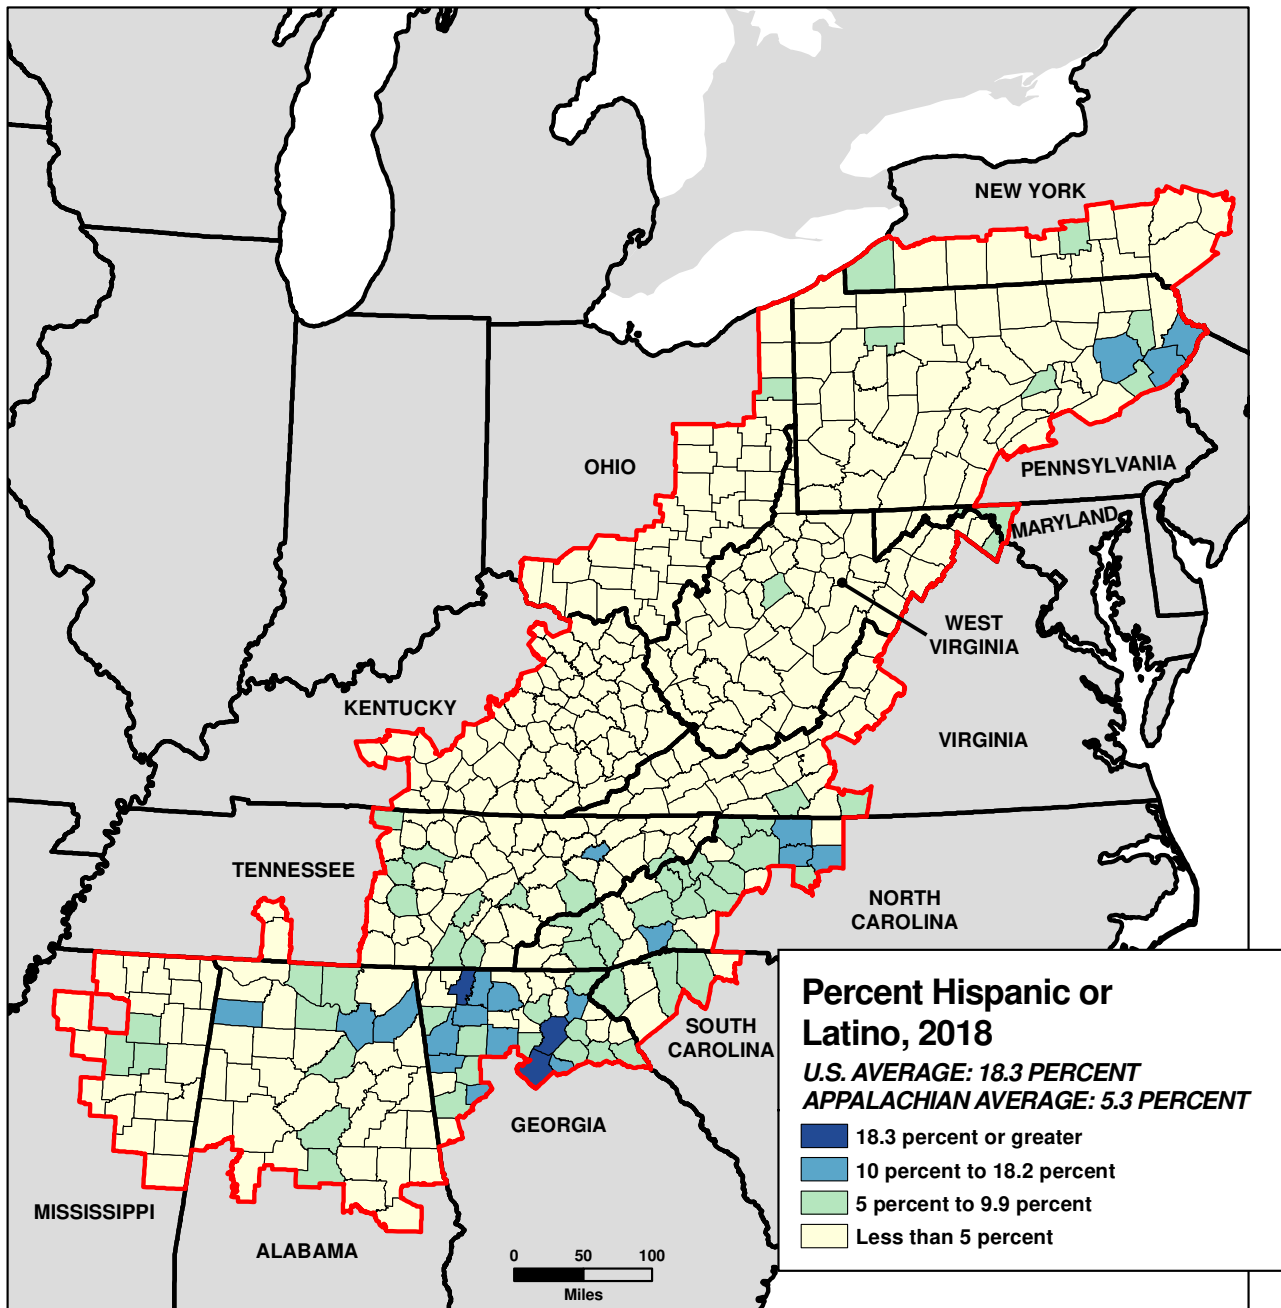 NEW YORK
OHIO
PENNSYLVANIA
MARYLAND
WEST
VIRGINIA
KENTUCKY
VIRGINIA
TENNESSEE
NORTH
CAROLINA
SOUTH
CAROLINA
GEORGIA
MISSISSIPPI
ALABAMA
0 50 100
Miles
Percent Hispanic or
Latino, 2018
U.S. AVERAGE: 18.3 PERCENT
APPALACHIAN AVERAGE: 5.3 PERCENT
18.3 percent or greater
10 percent to 18.2 percent
5 percent to 9.9 percent
Less than 5 percent